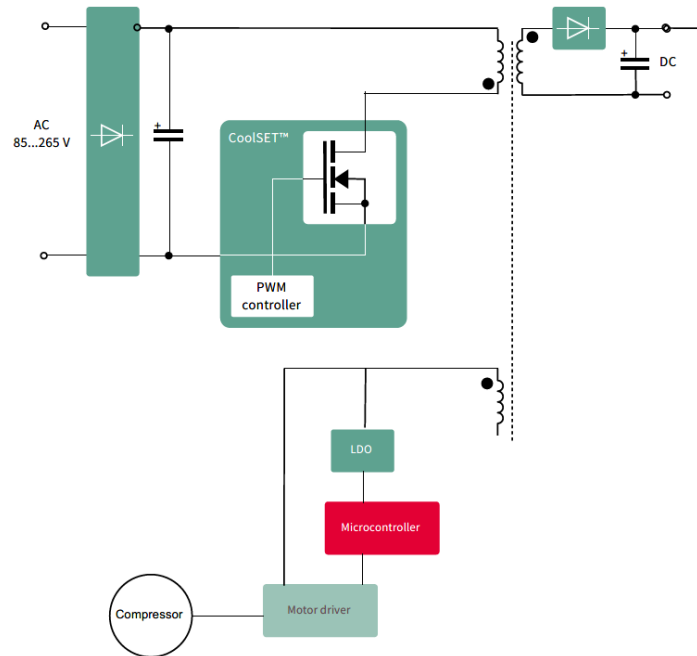 AC
85...265 V
+
CoolSET™
PWM
controller
+
DC
LDO
Microcontroller
Motor driver
Compressor